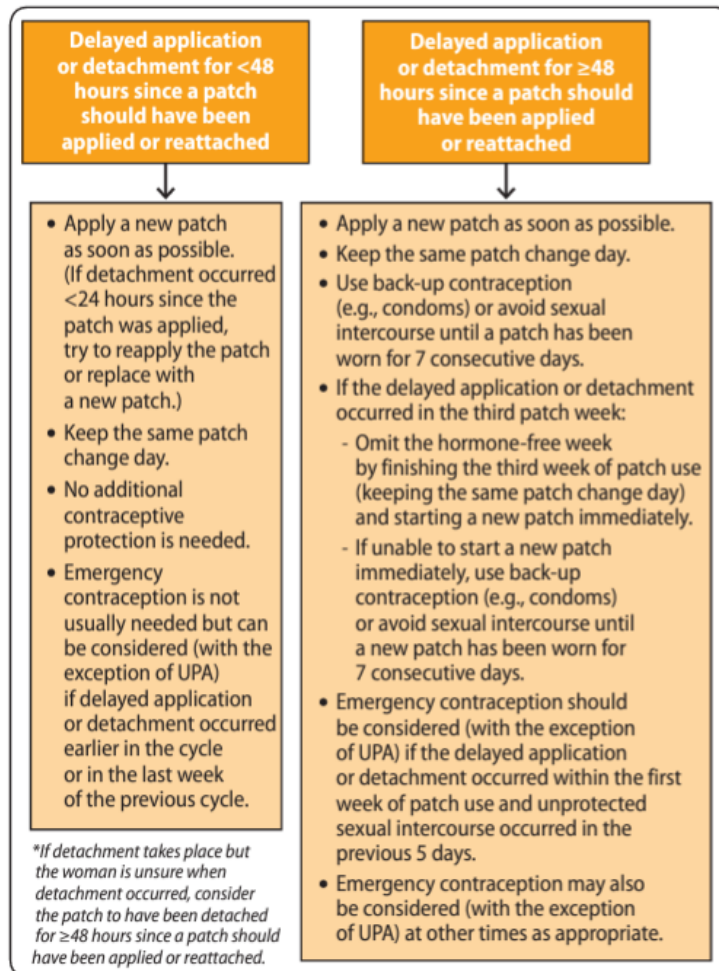 Delayed application
or detachment for <48
hours since a patch
should have been
applied or reattached
• Apply a new patch
as soon as possible.
(If detachment occurred
<24 hours since the
patch was applied,
try to reapply the patch
or replace with
a new patch.)
• Keep the same patch
change day.
• No additional
contraceptive
protection is needed.
• Emergency
contraception is not
usually needed but can
be considered (with the
exception of UPA)
if delayed application
or detachment occurred
earlier in the cycle
or in the last week
of the previous cycle.
*If detachment takes place but
the woman is unsure when
detachment occurred, consider
the patch to have been detached
for ≥48 hours since a patch should
have been applied or reattached.
Delayed application
or detachment for ≥48
hours since a patch should
have been applied
or reattached
• Apply a new patch as soon as possible.
• Keep the same patch change day.
• Use back-up contraception
(e.g., condoms) or avoid sexual
intercourse until a patch has been
worn for 7 consecutive days.
• If the delayed application or detachment
occurred in the third patch week:
- Omit the hormone-free week
by finishing the third week of patch use
(keeping the same patch change day)
and starting a new patch immediately.
- If unable to start a new patch
immediately, use back-up
contraception (e.g., condoms)
or avoid sexual intercourse until
a new patch has been worn for
7 consecutive days.
• Emergency contraception should
be considered (with the exception
of UPA) if the delayed application
or detachment occurred within the first
week of patch use and unprotected
sexual intercourse occurred in the
previous 5 days.
• Emergency contraception may also
be considered (with the exception
of UPA) at other times as appropriate.